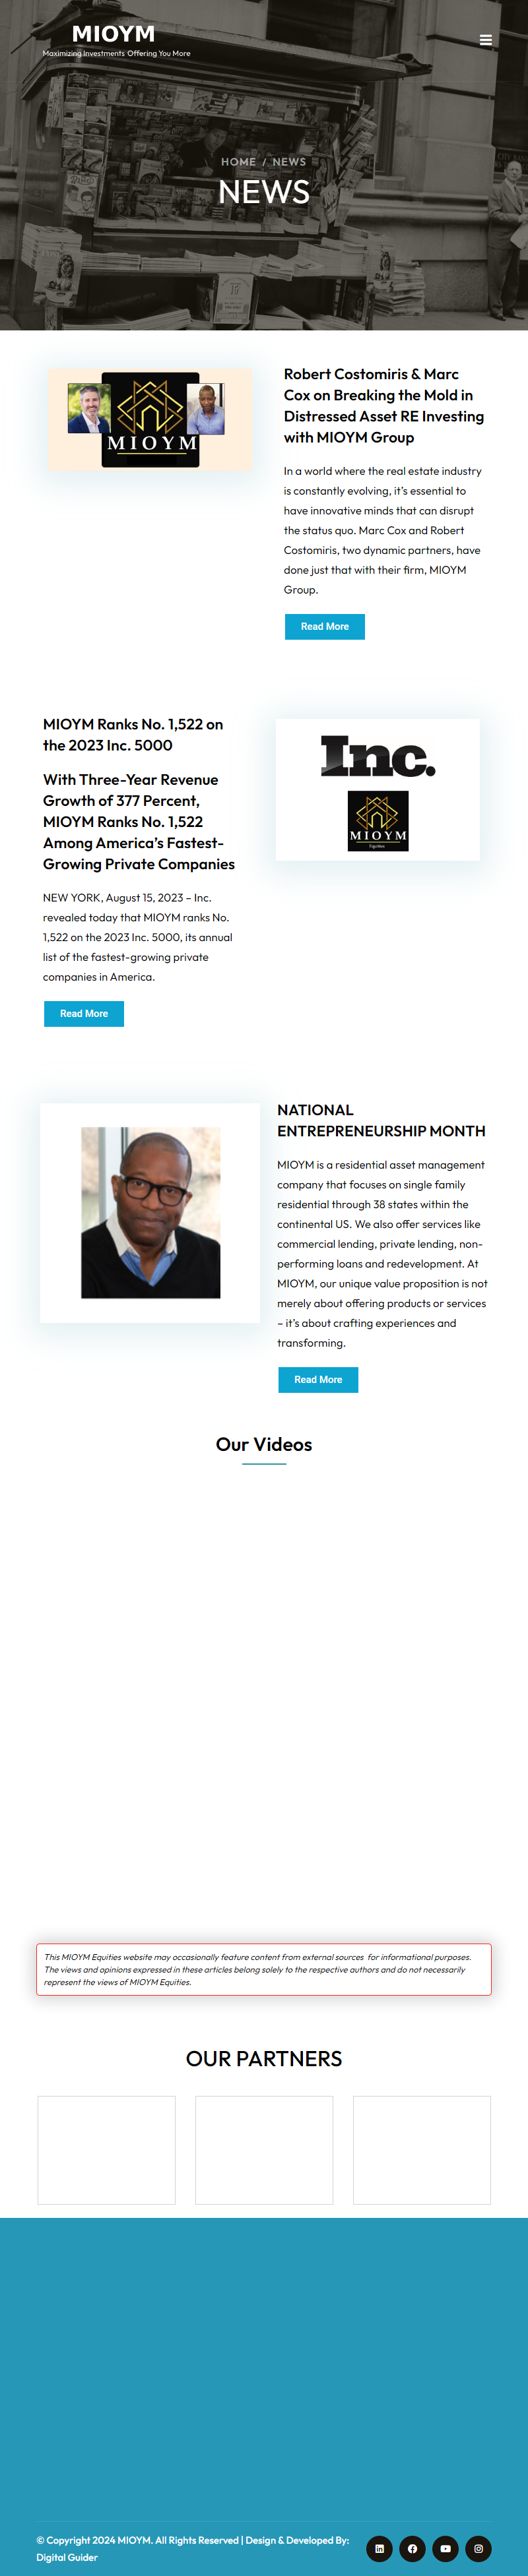 MIOYM
Maximizing Investments Offering You More
HOME / NEWS
NEWS
MIOYM
Robert Costomiris & Marc
Cox on Breaking the Mold in
Distressed Asset RE Investing
with MIOYM Group
In a world where the real estate industry
is constantly evolving, it’s essential to
have innovative minds that can disrupt
the status quo. Marc Cox and Robert
Costomiris, two dynamic partners, have
done just that with their firm, MIOYM
Group.
Read More
MIOYM Ranks No. 1,522 on
the 2023 Inc. 5000
With Three-Year Revenue
Growth of 377 Percent,
MIOYM Ranks No. 1,522
Among America’s Fastest-
Growing Private Companies
NEW YORK, August 15, 2023 – Inc.
revealed today that MIOYM ranks No.
1,522 on the 2023 Inc. 5000, its annual
list of the fastest-growing private
companies in America.
Read More
Inc.
MIOYM
Equities
NATIONAL
ENTREPRENEURSHIP MONTH
MIOYM is a residential asset management
company that focuses on single family
residential through 38 states within the
continental US. We also offer services like
commercial lending, private lending, non-
performing loans and redevelopment. At
MIOYM, our unique value proposition is not
merely about offering products or services
– it’s about crafting experiences and
transforming.
Read More
Our Videos
This MIOYM Equities website may occasionally feature content from external sources for informational purposes.
The views and opinions expressed in these articles belong solely to the respective authors and do not necessarily
represent the views of MIOYM Equities.
OUR PARTNERS
© Copyright 2024 MIOYM. All Rights Reserved | Design & Developed By:
Digital Guider